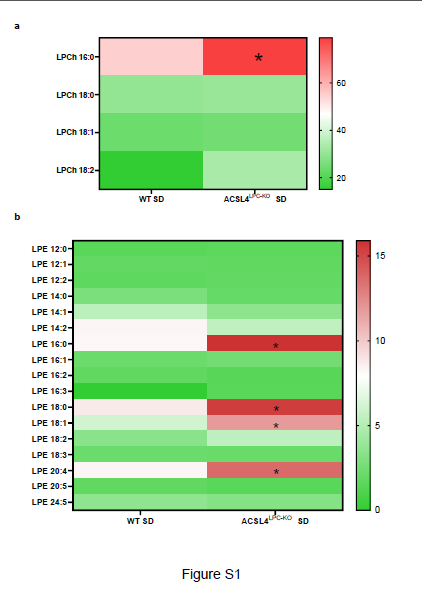 a
LPCh 16:0
*
LPCh 18:0
LPCh 18:1
LPCh 18:2
60
40
20
WT SD
ACSL4LPC-KO SD
b
LPE 12:0
LPE 12:1
LPE 12:2
LPE 14:0
LPE 14:1
LPE 14:2
LPE 16:0
*
LPE 16:1
LPE 16:2
LPE 16:3
LPE 18:0
*
LPE 18:1
*
LPE 18:2
LPE 18:3
LPE 20:4
*
LPE 20:5
LPE 24:5
15
10
5
0
WT SD
ACSL4LPC-KO SD
Figure S1